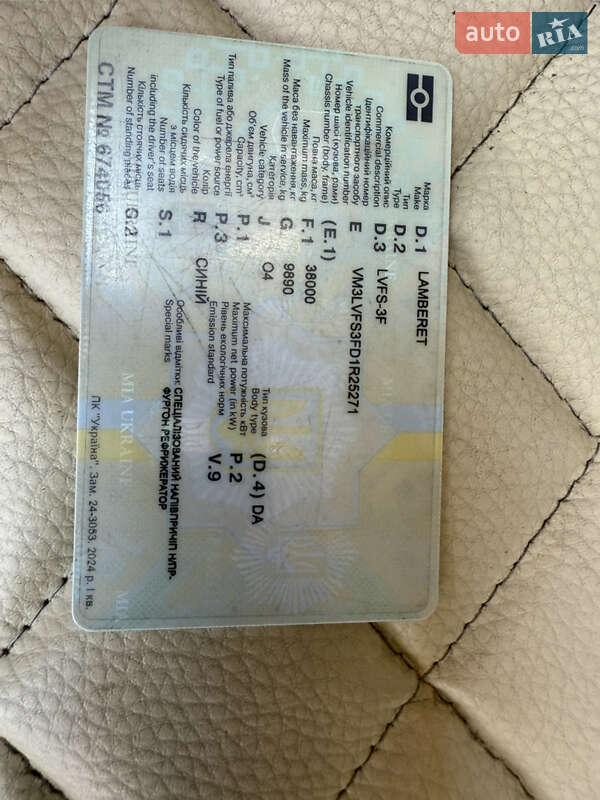 auto RIA .com
Марка
Make
D.1 LAMBERET
Тип
Type
D.2
Комерційний опис
Commercial description
D.3 LVFS-3F
Ідентифікаційний номер
транспортного засобу
Vehicle identification number
E VM3LVFS3FD1R25271
Номер шасі (кузова, рами)
Chassis number (body, frame)
(E.1)
Повна маса, кг
Maximum mass, kg
F.1 38000
Маса без навантаження, кг
Mass of the vehicle in service, kg
G 9890
Категорія
Vehicle category
J O4
Об'єм двигуна, см³
Capacity, cm³
P.1
Тип палива або джерела енергії
Type of fuel or power source
P.3
Колір
Color of the vehicle
R СИНІЙ
Кількість сидячих місць
з місцем водія
Number of seats
including the driver's seat
S.1
Кількість стоячих місць
Number of standing places
S.2
Тип кузова
Body type
(D.4) DA
Максимальна потужність кВт
Maximum net power (in kW)
P.2
Рівень екологічних норм
Emission standard
V.9
Особливі відмітки: СПЕЦІАЛІЗОВАНИЙ НАПІВПРИЧІП Н/ПР-
Special marks ФУРГОН РЕФРИЖЕРАТОР
СТМ № 674056
MIA UKRAINE
ПК "Україна". Зам. 24-3083. 2024 р. І кв.